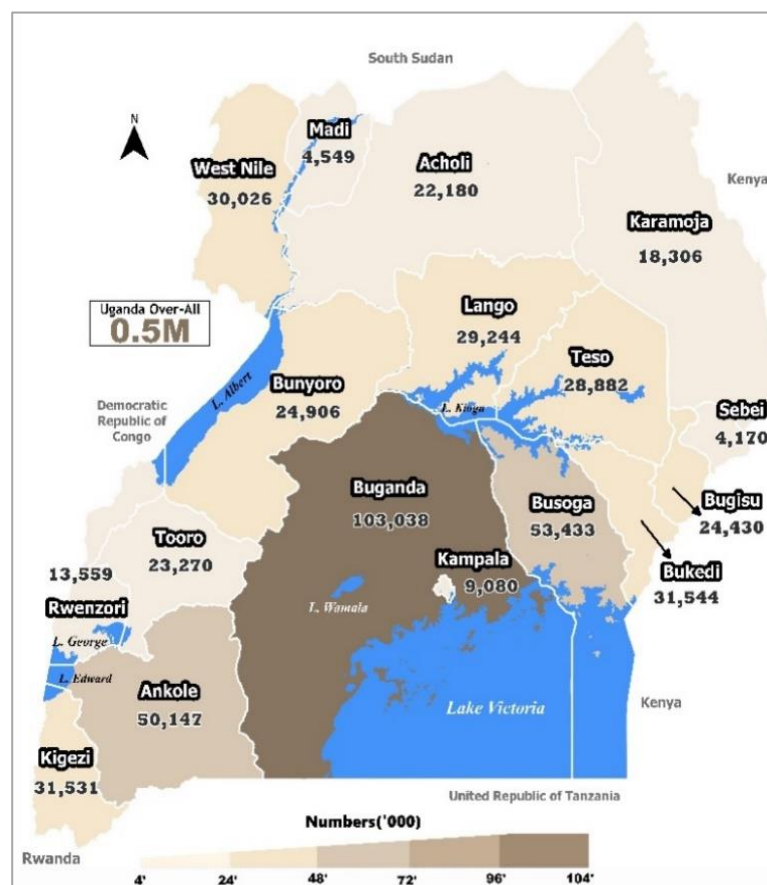 South Sudan
N
Madi
4,549
West Nile
30,026
Acholi
22,180
Kenya
Karamoja
18,306
Uganda Over-All
0.5M
Lango
29,244
Teso
28,882
L. Albert
Bunyoro
24,906
L. Kioga
Democratic
Republic of
Congo
Sebei
4,170
Buganda
103,038
Busoga
53,433
Bugisu
24,430
Tooro
23,270
Kampala
9,080
Bukedi
31,544
13,559
Rwenzori
L. Wamala
L. George
L. Edward
Ankole
50,147
Lake Victoria
Kenya
Kigezi
31,531
United Republic of Tanzania
Numbers('000)
Rwanda
4' 24' 48' 72' 96' 104'